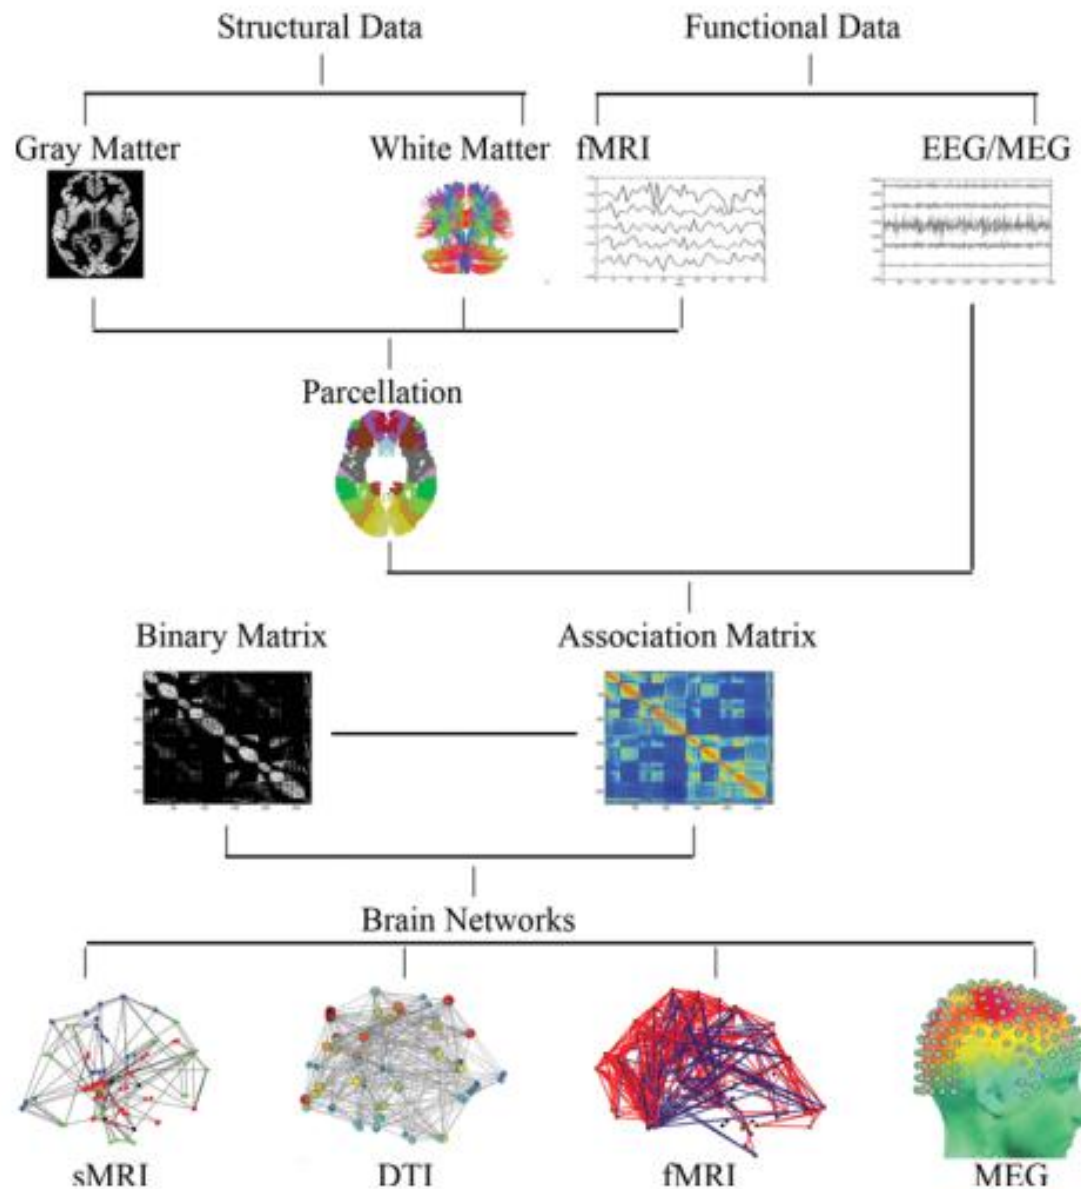 Structural Data
Functional Data
Gray Matter
White Matter
fMRI
EEG/MEG
Parcellation
Binary Matrix
Association Matrix
Brain Networks
sMRI
DTI
fMRI
MEG